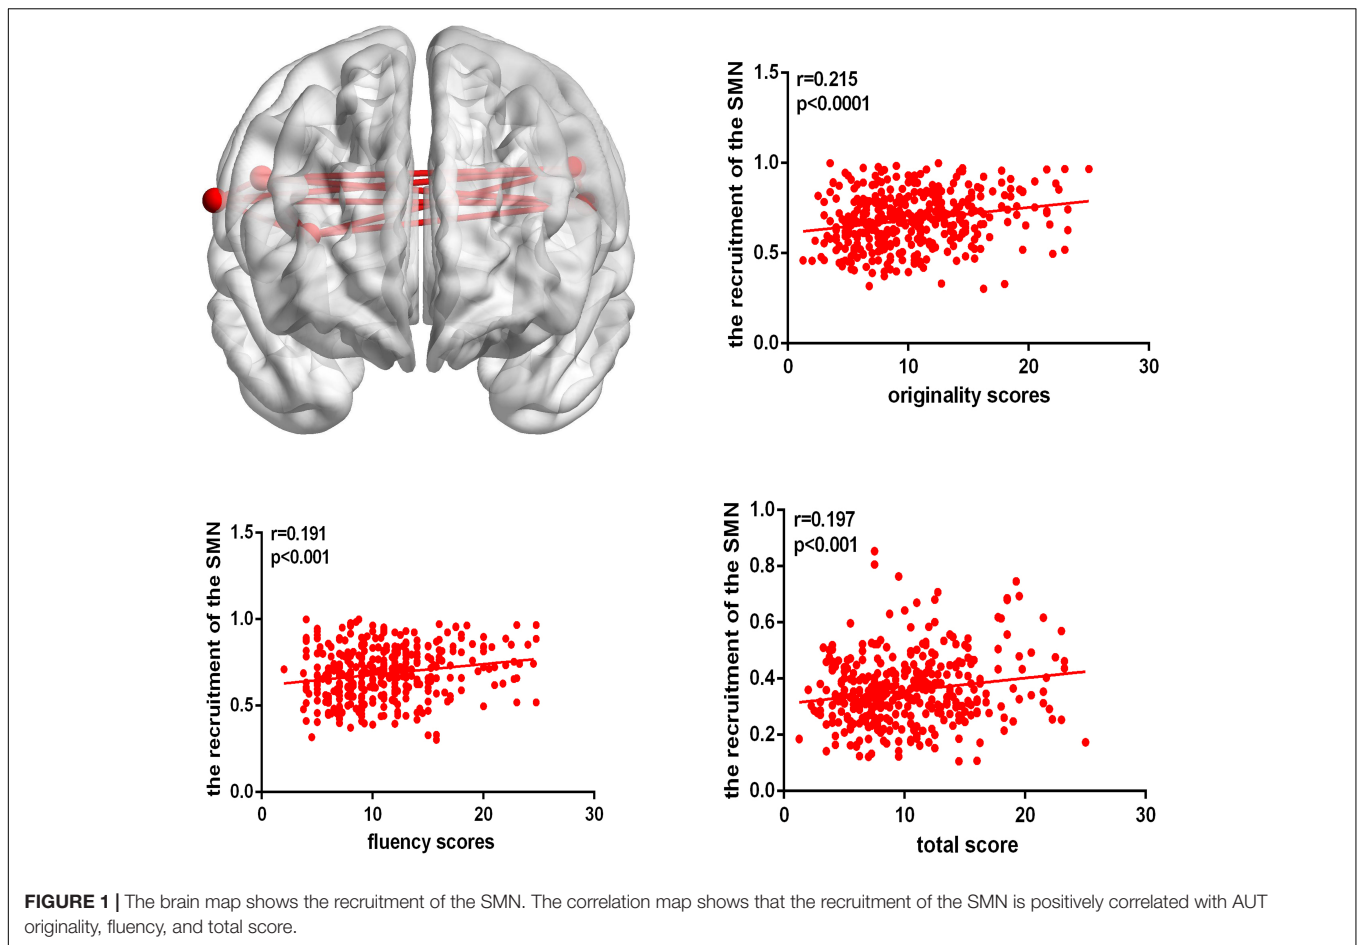 r=0.215
p<0.0001
the recruitment of the SMN
1.5
1.0
0.5
0.0
0 10 20 30
originality scores
r=0.191
p<0.001
the recruitment of the SMN
1.5
1.0
0.5
0.0
0 10 20 30
fluency scores
r=0.197
p<0.001
the recruitment of the SMN
1.0
0.8
0.6
0.4
0.2
0.0
0 10 20 30
total score
FIGURE 1 | The brain map shows the recruitment of the SMN. The correlation map shows that the recruitment of the SMN is positively correlated with AUT
originality, fluency, and total score.